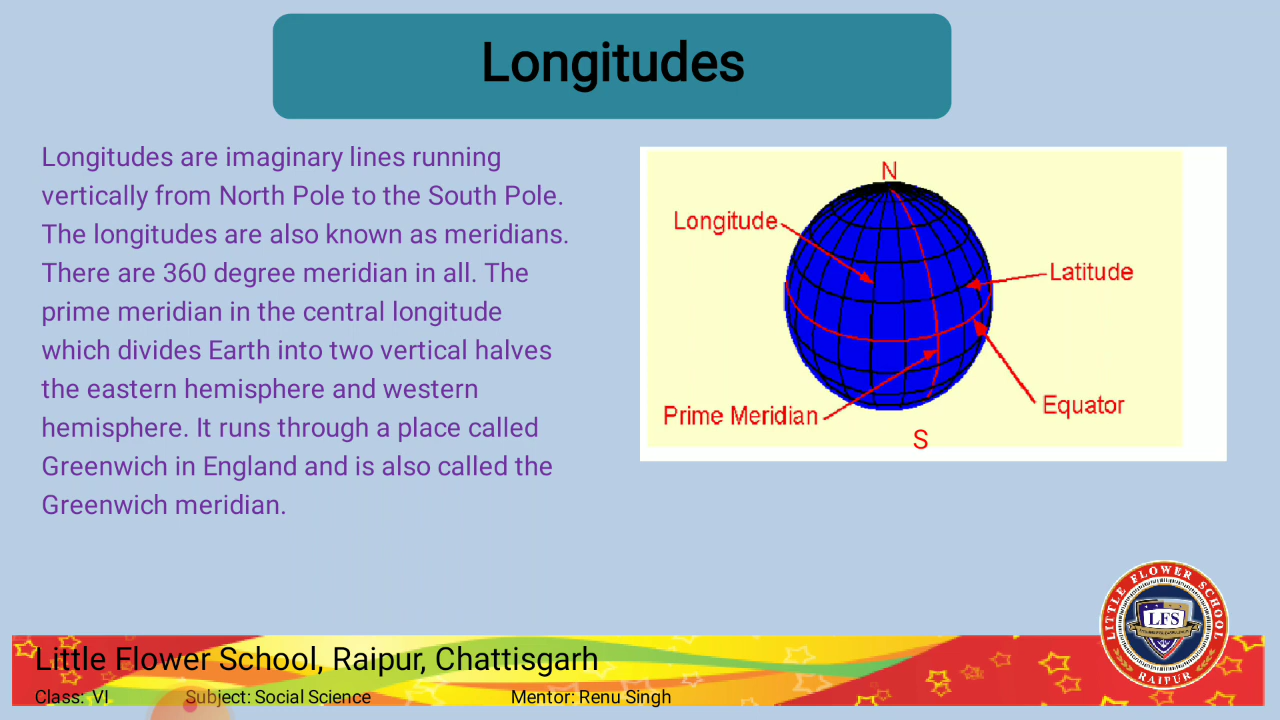 Longitudes
Longitudes are imaginary lines running
vertically from North Pole to the South Pole.
The longitudes are also known as meridians.
There are 360 degree meridian in all. The
prime meridian in the central longitude
which divides Earth into two vertical halves
the eastern hemisphere and western
hemisphere. It runs through a place called
Greenwich in England and is also called the
Greenwich meridian.
N
Longitude
Latitude
Prime Meridian
Equator
S
LITTLE FLOWER SCHOOL
LFS
RAIPUR
Little Flower School, Raipur, Chattisgarh
Class: VI Subject: Social Science Mentor: Renu Singh